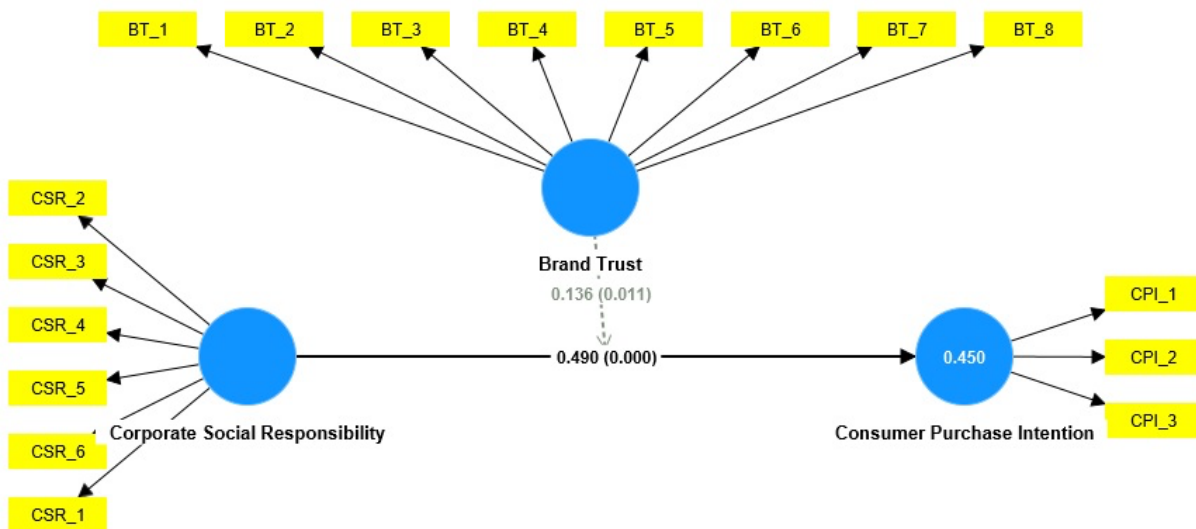 BT_1
BT_2
BT_3
BT_4
BT_5
BT_6
BT_7
BT_8
Brand Trust
0.136 (0.011)
CSR_2
CSR_3
CSR_4
CSR_5
CSR_6
CSR_1
Corporate Social Responsibility
0.490 (0.000)
0.450
Consumer Purchase Intention
CPI_1
CPI_2
CPI_3